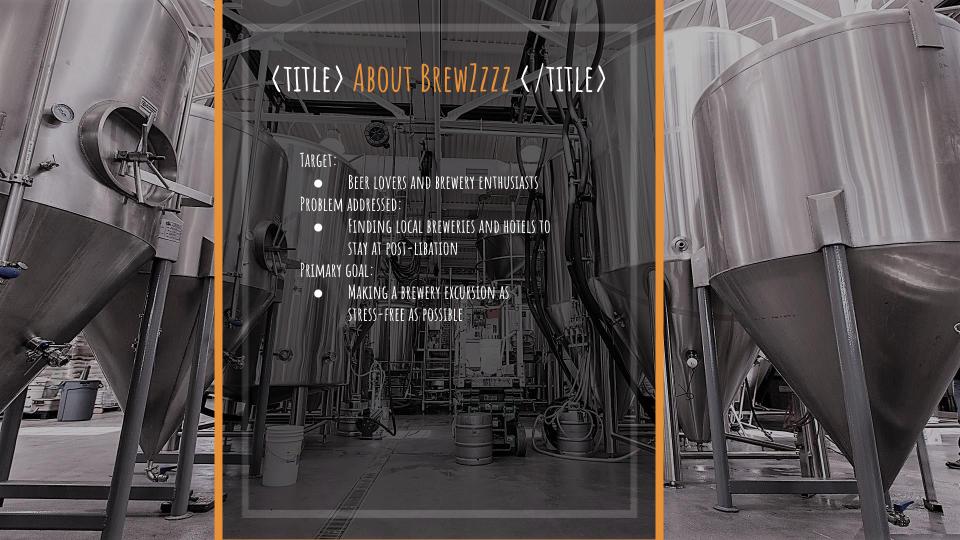 <title> About BrewZzzz </title>
Target:
● Beer lovers and brewery enthusiasts
Problem addressed:
● Finding local breweries and hotels to
stay at post-libation
Primary goal:
● Making a brewery excursion as
stress-free as possible